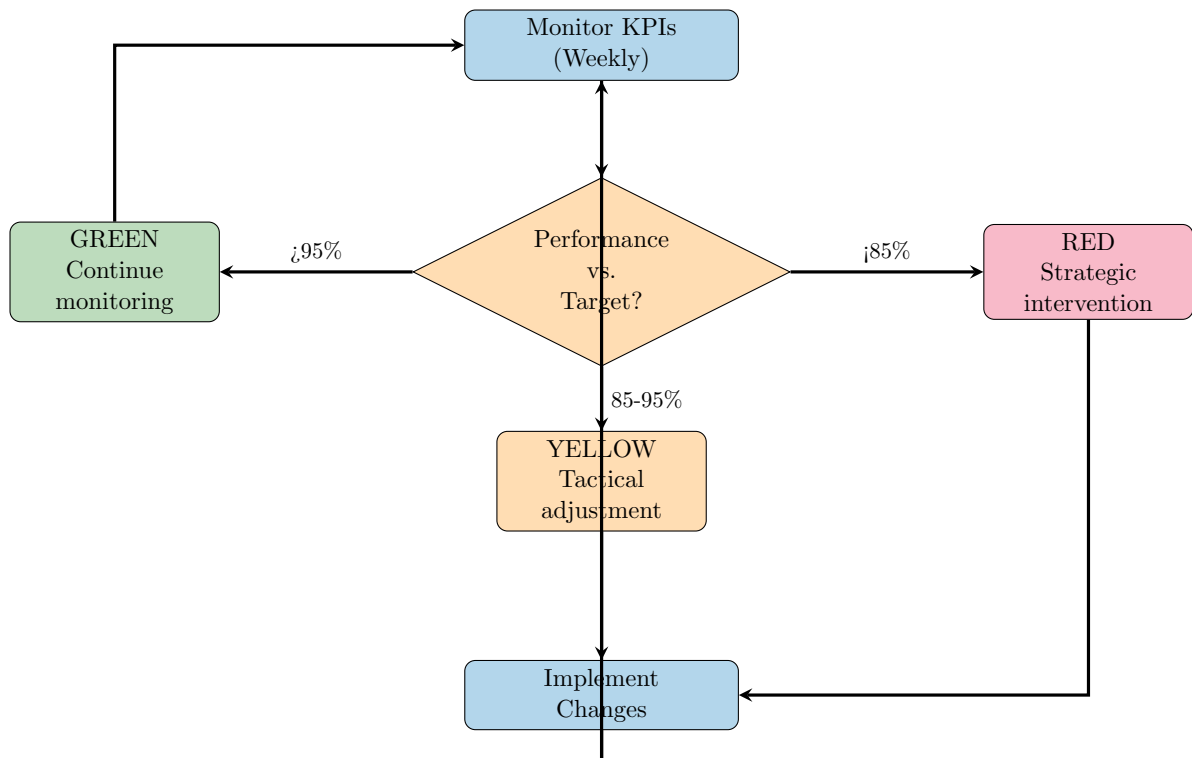 Monitor KPIs
(Weekly)
Performance
vs.
Target?
GREEN
Continue
monitoring
¿95%
¡85%
RED
Strategic
intervention
85-95%
YELLOW
Tactical
adjustment
Implement
Changes